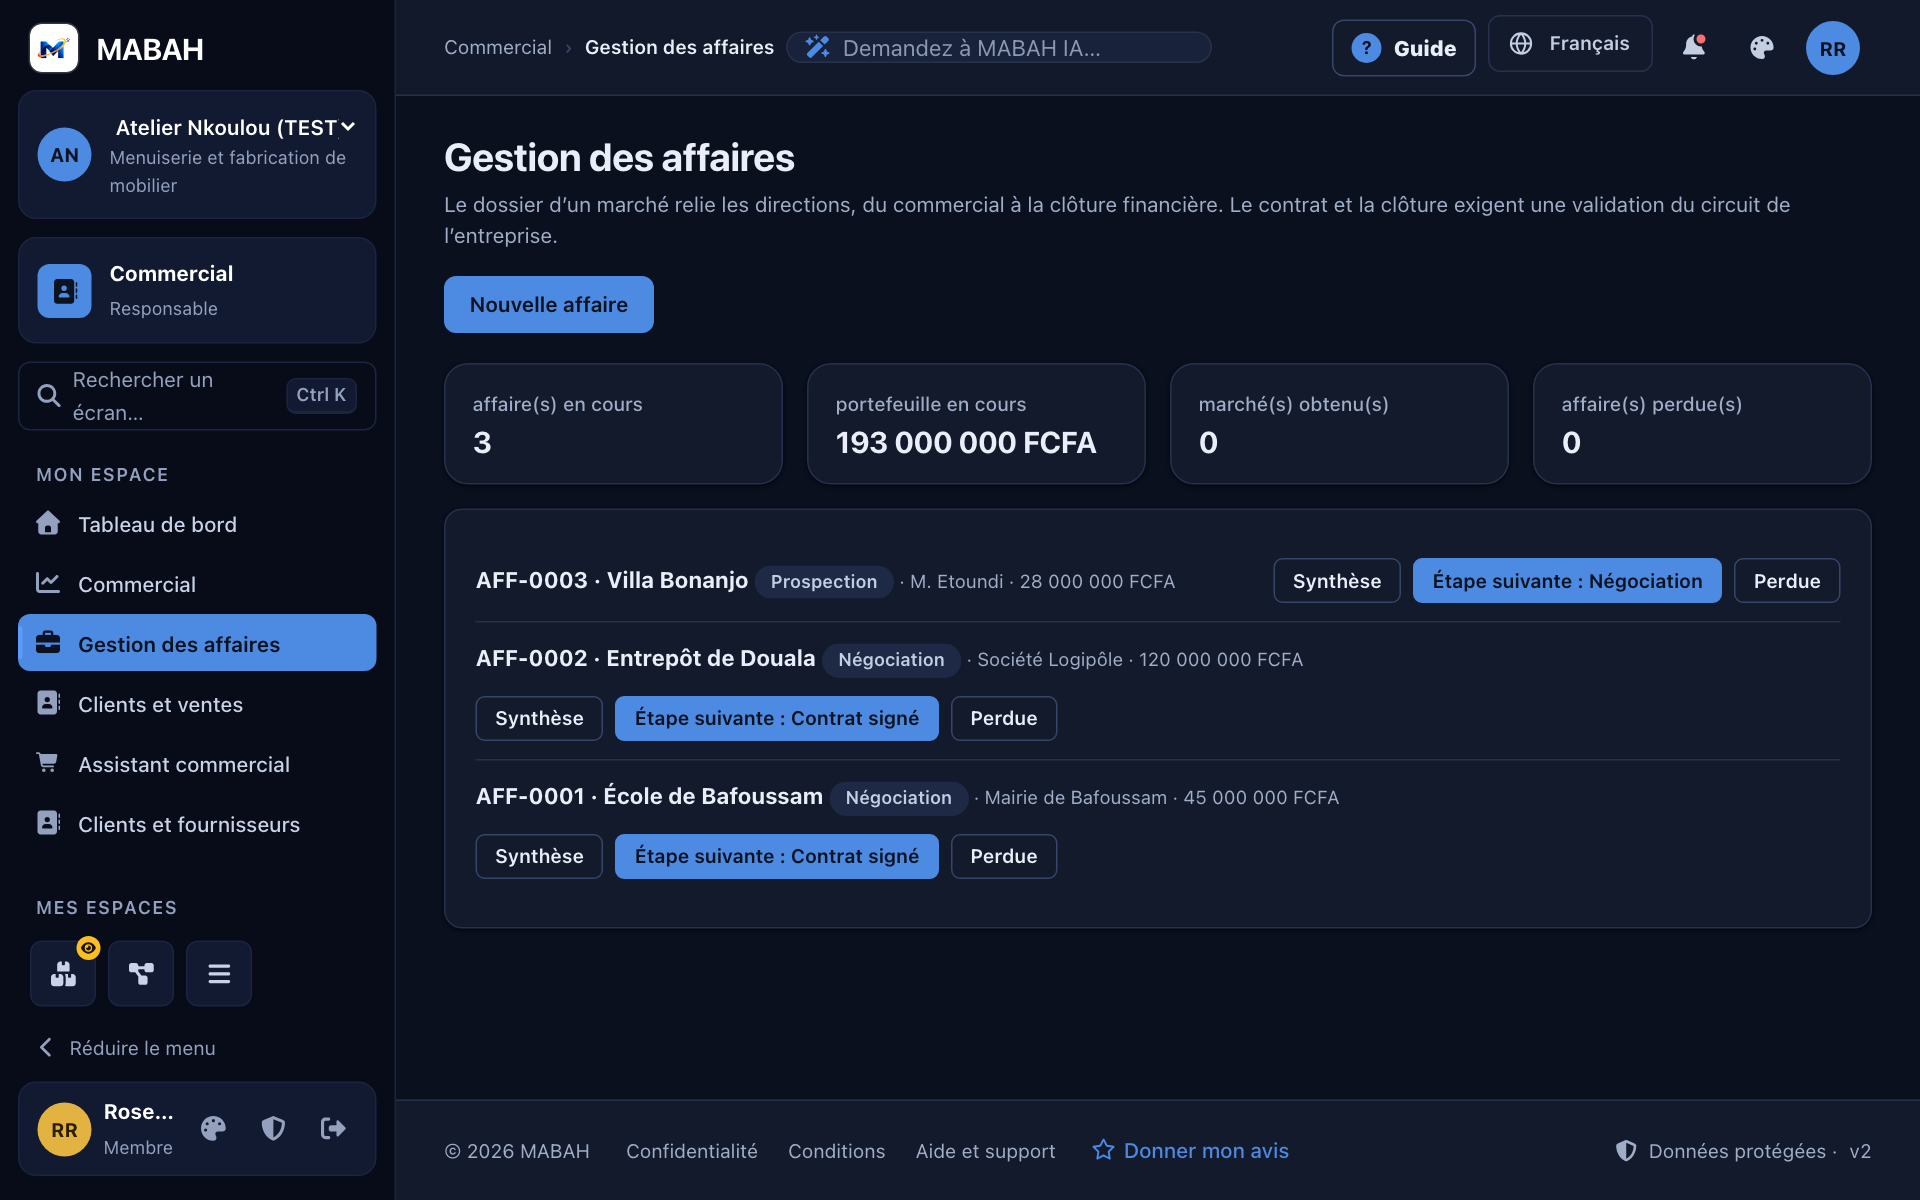 MABAH
Atelier Nkoulou (TEST
AN
Menuiserie et fabrication de
mobilier
Commercial
Responsable
Rechercher un
écran...
Ctrl K
MON ESPACE
Tableau de bord
Commercial
Gestion des affaires
Clients et ventes
Assistant commercial
Clients et fournisseurs
MES ESPACES
Réduire le menu
RR
Rose...
Membre
Commercial › Gestion des affaires
Demandez à MABAH IA...
? Guide
Français
RR
Gestion des affaires
Le dossier d’un marché relie les directions, du commercial à la clôture financière. Le contrat et la clôture exigent une validation du circuit de
l’entreprise.
Nouvelle affaire
affaire(s) en cours
3
portefeuille en cours
193 000 000 FCFA
marché(s) obtenu(s)
0
affaire(s) perdue(s)
0
AFF-0003 · Villa Bonanjo Prospection · M. Etoundi · 28 000 000 FCFA
Synthèse Étape suivante : Négociation Perdue
AFF-0002 · Entrepôt de Douala Négociation · Société Logipôle · 120 000 000 FCFA
Synthèse Étape suivante : Contrat signé Perdue
AFF-0001 · École de Bafoussam Négociation · Mairie de Bafoussam · 45 000 000 FCFA
Synthèse Étape suivante : Contrat signé Perdue
© 2026 MABAH Confidentialité Conditions Aide et support Donner mon avis Données protégées · v2